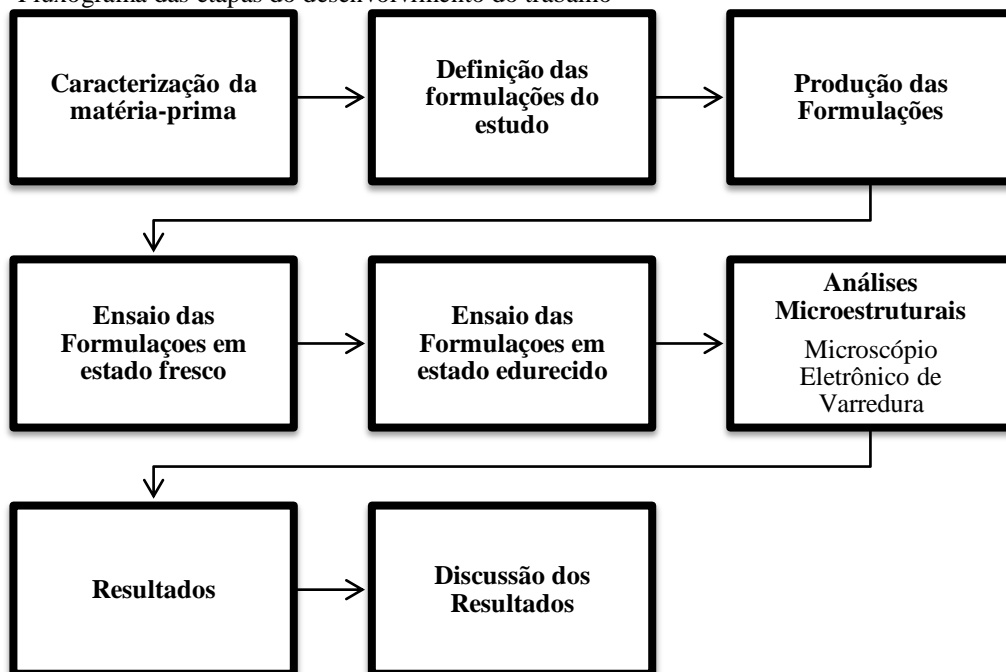 Fluxograma das etapas do desenvolvimento do trabalho
Caracterização da
matéria-prima
Definição das
formulações do
estudo
Produção das
Formulações
Ensaio das
Formulaçoes em
estado fresco
Ensaio das
Formulaçoes em
estado edurecido
Análises
Microestruturais
Microscópio
Eletrônico de
Varredura
Resultados
Discussão dos
Resultados